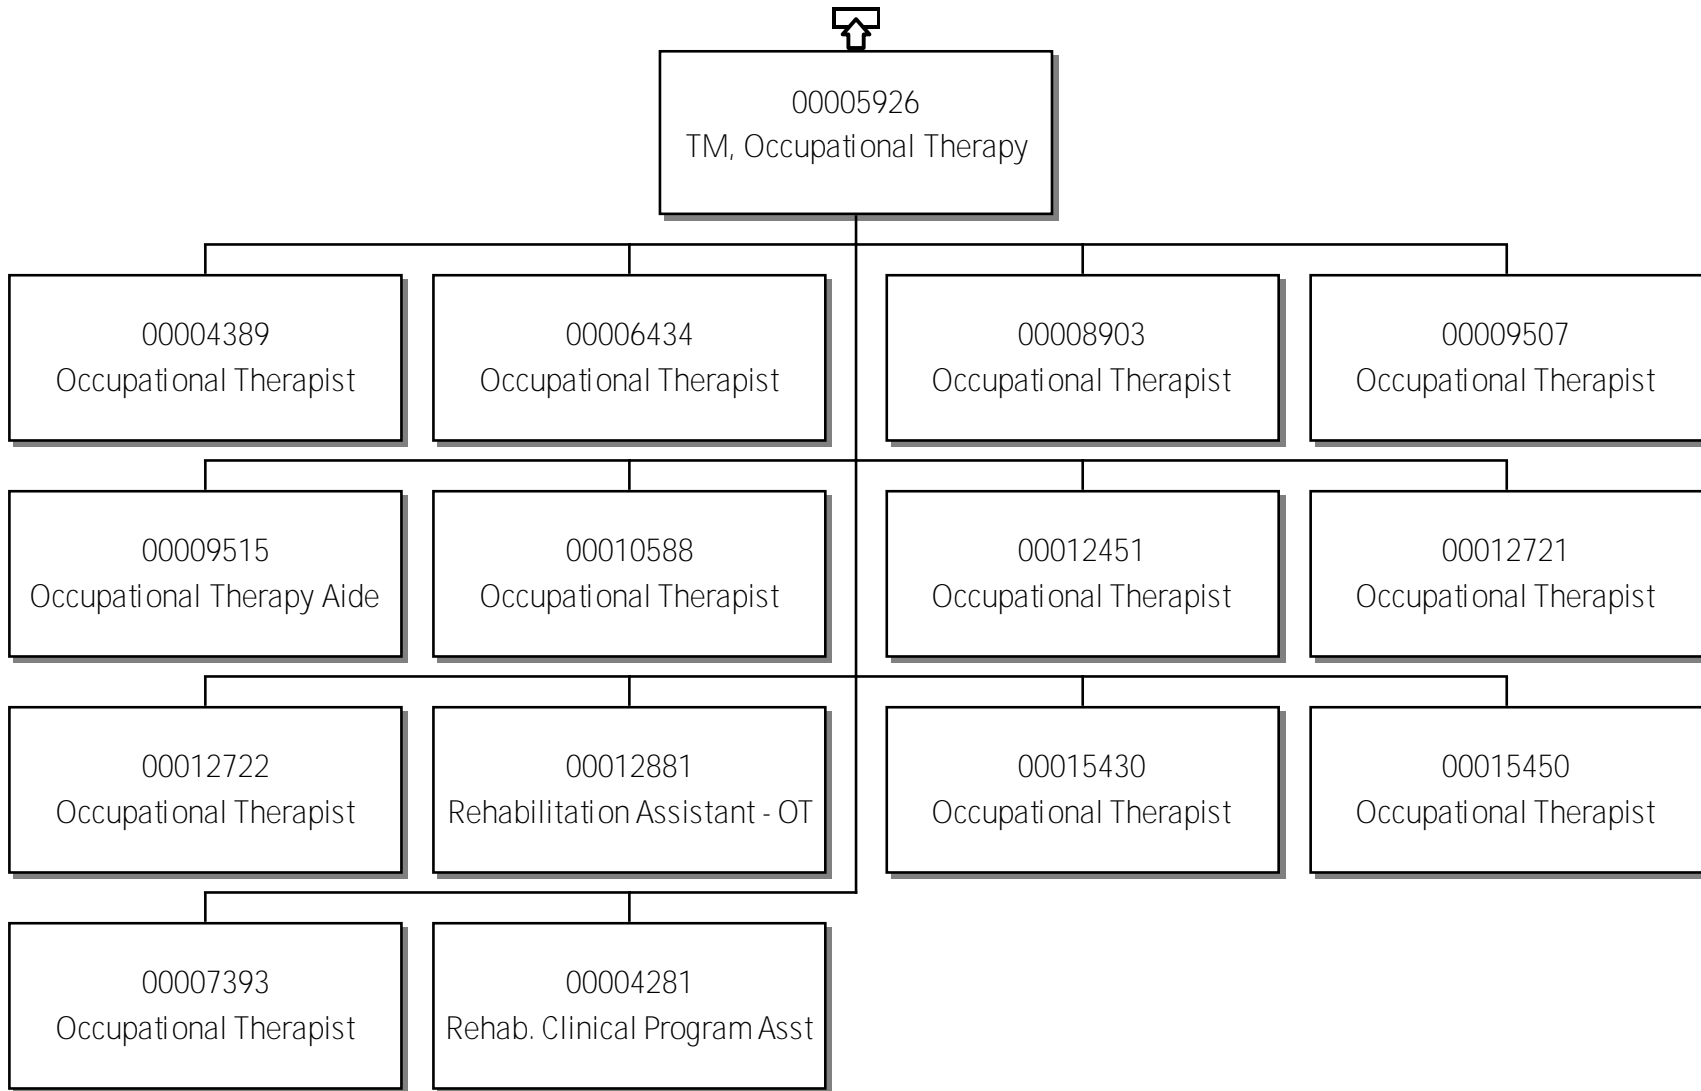 00005926
TM, Occupational Therapy
00004389
Occupational Therapist
00006434
Occupational Therapist
00008903
Occupational Therapist
00009507
Occupational Therapist
00009515
Occupational Therapy Aide
00010588
Occupational Therapist
00012451
Occupational Therapist
00012721
Occupational Therapist
00012722
Occupational Therapist
00012881
Rehabilitation Assistant - OT
00015430
Occupational Therapist
00015450
Occupational Therapist
00007393
Occupational Therapist
00004281
Rehab. Clinical Program Asst